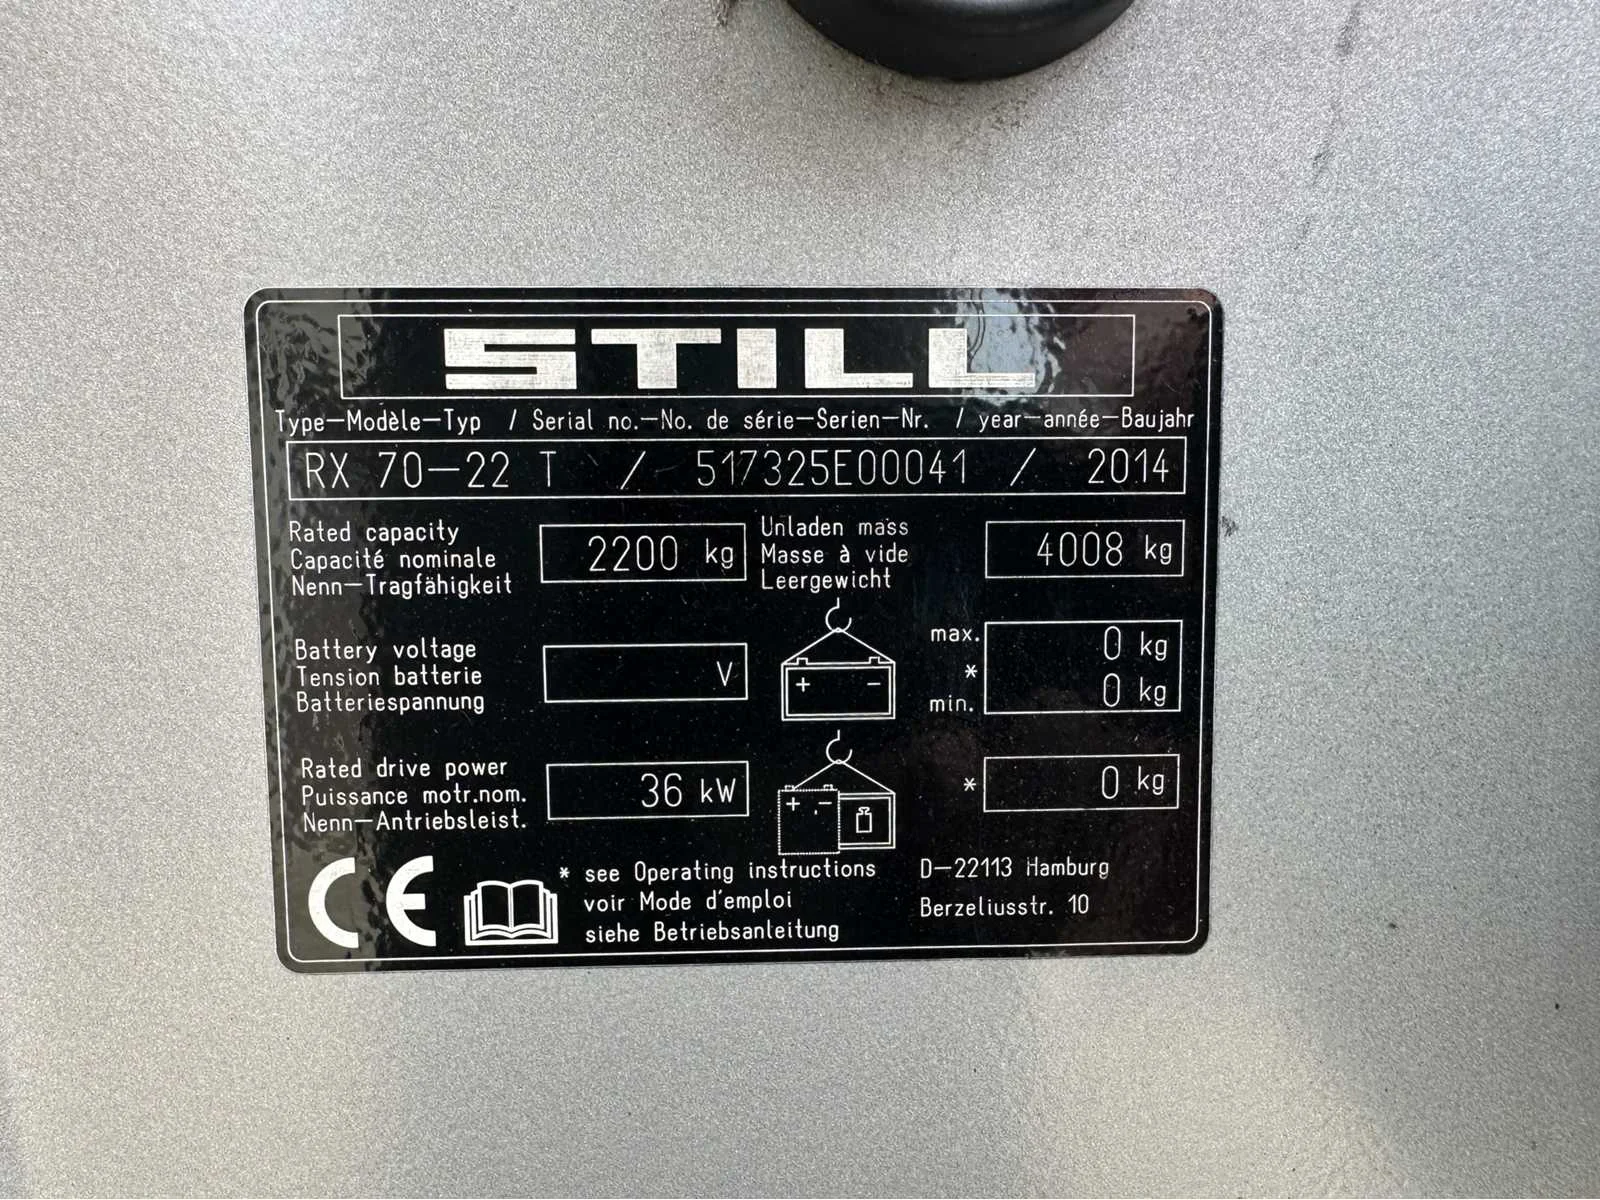 STILL
Type-Modèle-Typ / Serial no.-No. de série-Serien-Nr. / year-année-Baujahr
RX 70-22 T / 517325E00041 / 2014
Rated capacity
Capacité nominale
Nenn-Tragfähigkeit
2200 kg
Unladen mass
Masse à vide
Leergewicht
4008 kg
Battery voltage
Tension batterie
Batteriespannung
V
+ -
max. 0 kg
*
min. 0 kg
Rated drive power
Puissance motr.nom.
Nenn-Antriebsleist.
36 kW
+ -
* 0 kg
CE
* see Operating instructions
voir Mode d'emploi
siehe Betriebsanleitung
D-22113 Hamburg
Berzeliusstr. 10